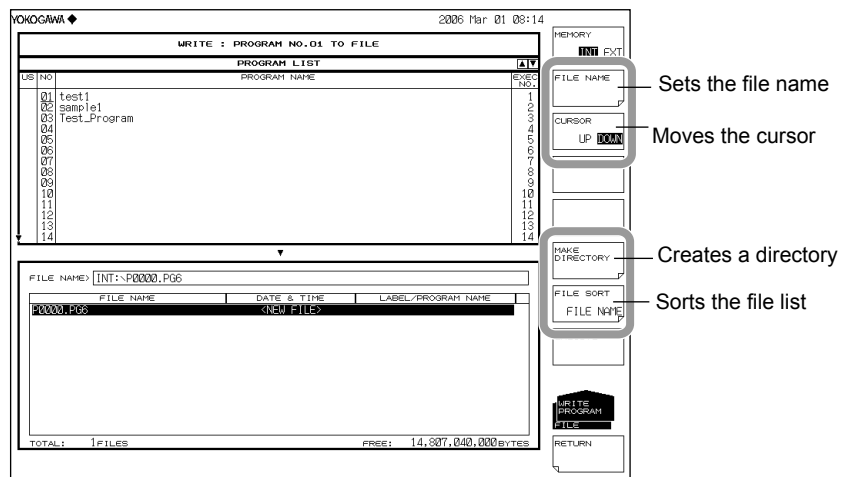 YOKOGAWA ◆ 2006 Mar 01 08:14
WRITE : PROGRAM NO.01 TO FILE
PROGRAM LIST ▲▼
US NO PROGRAM NAME EXEC NO.
01 test1 1
02 sample1 2
03 Test_Program 3
04 4
05 5
06 6
07 7
08 8
09 9
10 10
11 11
12 12
13 13
14 14
▼
FILE NAME> INT:\P0000.PG6
FILE NAME DATE & TIME LABEL/PROGRAM NAME
P0000.PG6 <NEW FILE>
TOTAL: 1FILES FREE: 14,807,040,000BYTES
MEMORY
INT EXT
FILE NAME
CURSOR
UP DOWN
MAKE
DIRECTORY
FILE SORT
FILE NAME
WRITE
PROGRAM
FILE
RETURN
Sets the file name
Moves the cursor
Creates a directory
Sorts the file list